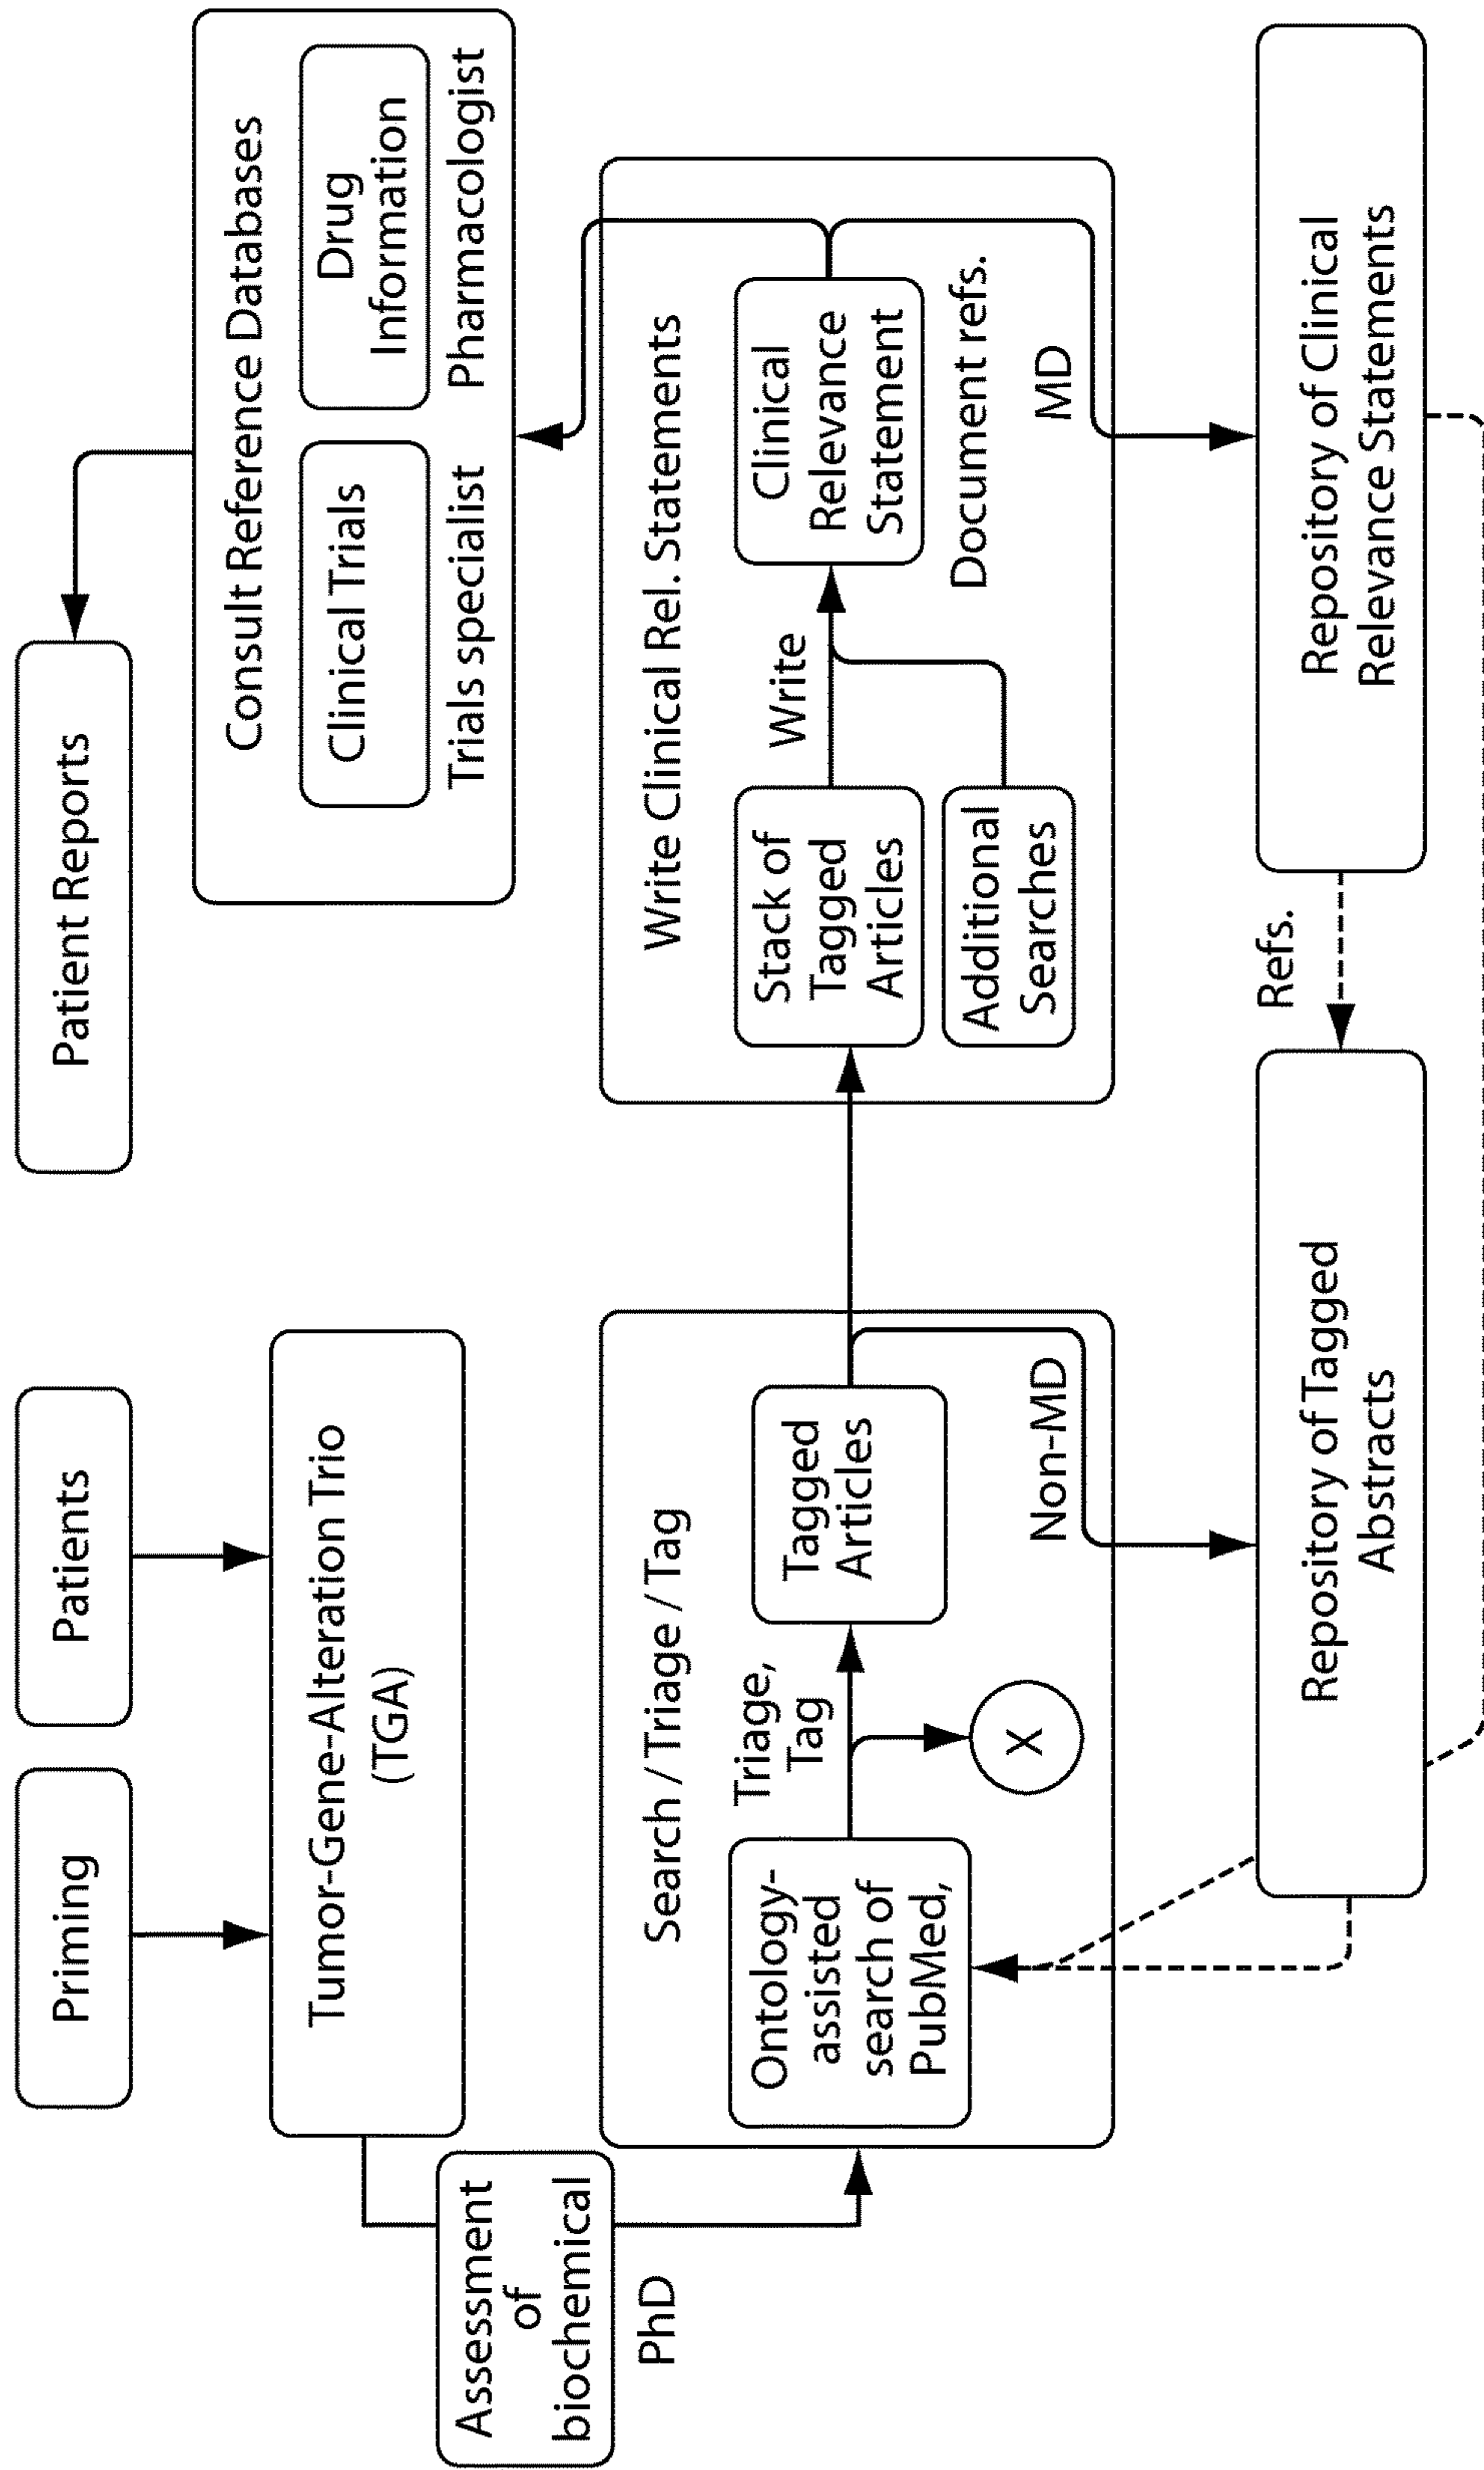 Priming
Patients
Patient Reports
Tumor-Gene-Alteration Trio
(TGA)
Consult Reference Databases
Clinical Trials
Drug
Information
Trials specialist
Pharmacologist
Assessment
of
biochemical
PhD
Search / Triage / Tag
Ontology-
assisted
search of
PubMed,
Triage,
Tag
X
Tagged
Articles
Non-MD
Write Clinical Rel. Statements
Stack of
Tagged
Articles
Additional
Searches
Write
Clinical
Relevance
Statement
Document refs.
MD
Repository of Tagged
Abstracts
Refs.
Repository of Clinical
Relevance Statements